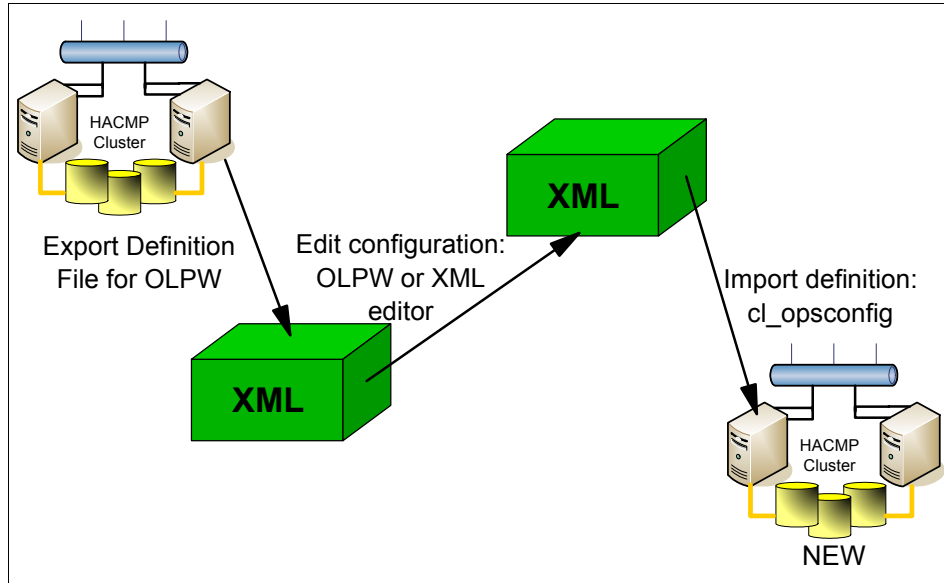 HACMP
Cluster
Export Definition
File for OLPW
XML
Edit configuration:
OLPW or XML
editor
XML
Import definition:
cl_opsconfig
HACMP
Cluster
NEW